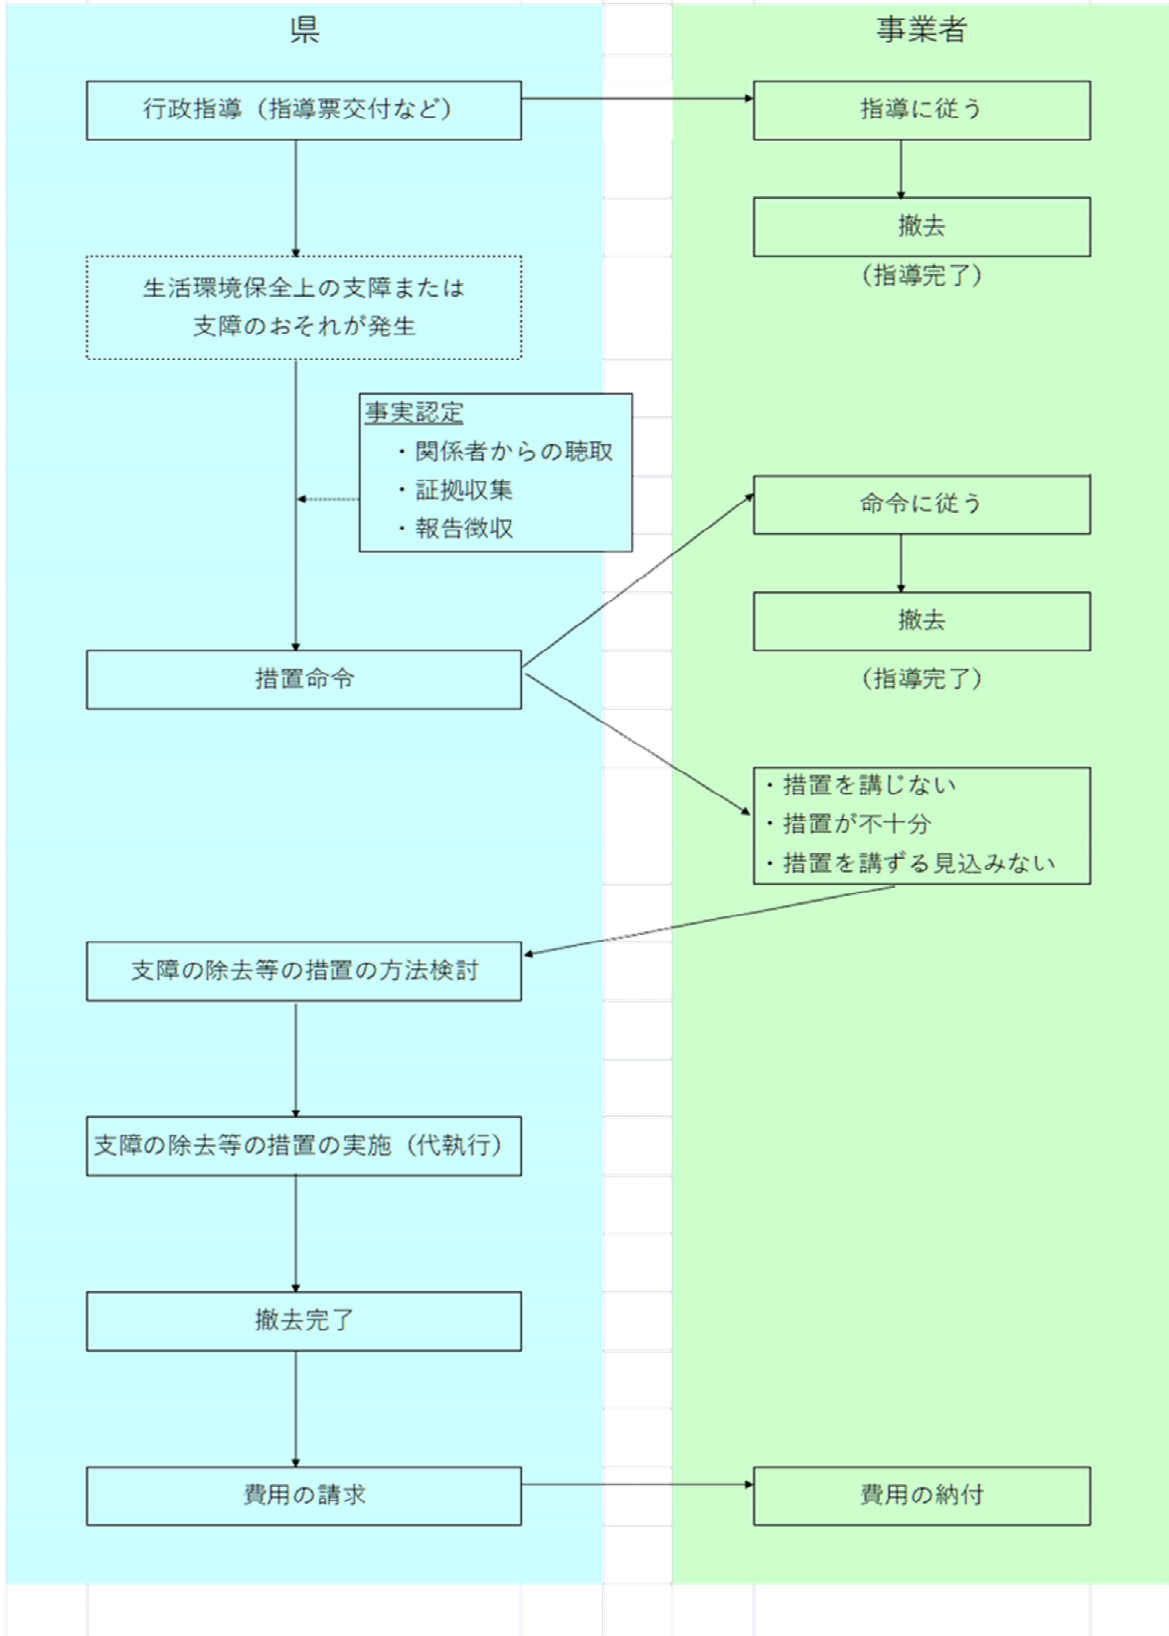 県
事業者
行政指導（指導票交付など）
指導に従う
撤去
（指導完了）
生活環境保全上の支障または
支障のおそれが発生
事実認定
・関係者からの聴取
・証拠収集
・報告徴収
命令に従う
撤去
（指導完了）
措置命令
・措置を講じない
・措置が不十分
・措置を講ずる見込みない
支障の除去等の措置の方法検討
支障の除去等の措置の実施（代執行）
撤去完了
費用の請求
費用の納付